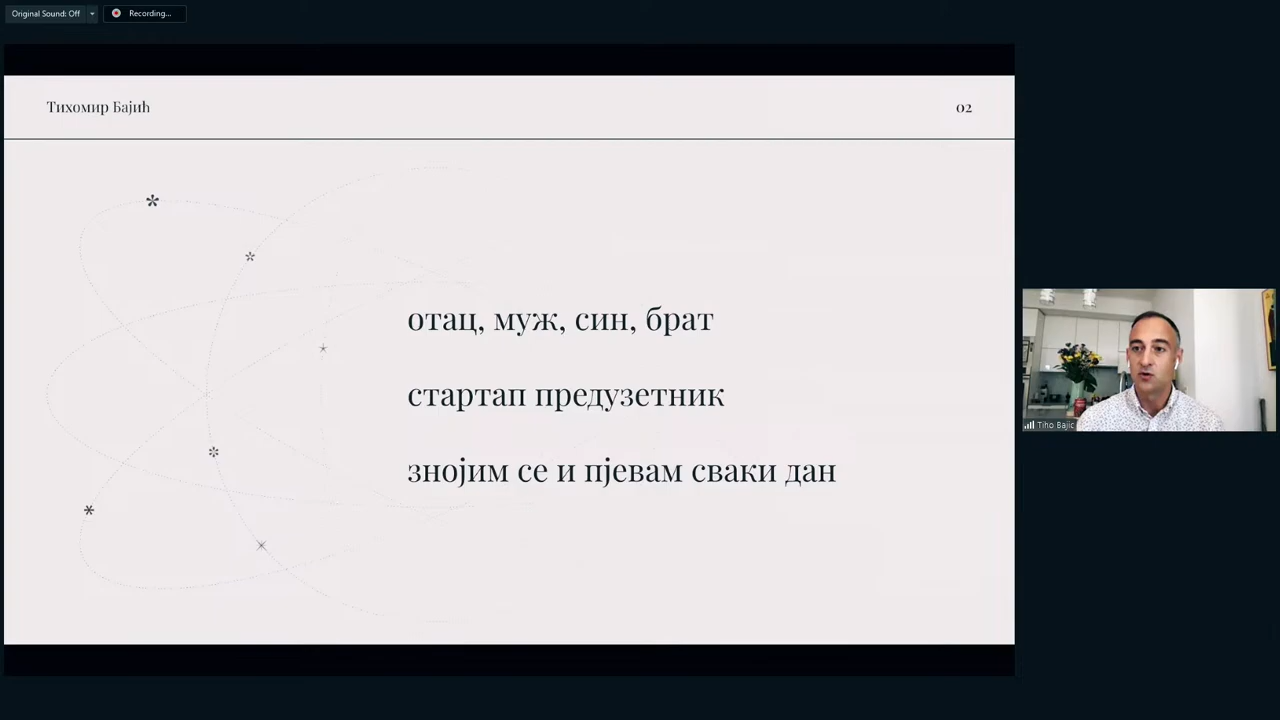 Original Sound: Off
Recording...
Тихомир Бајић
02
отац, муж, син, брат
стартап предузетник
знојим се и пјевам сваки дан
Tiho Bajic